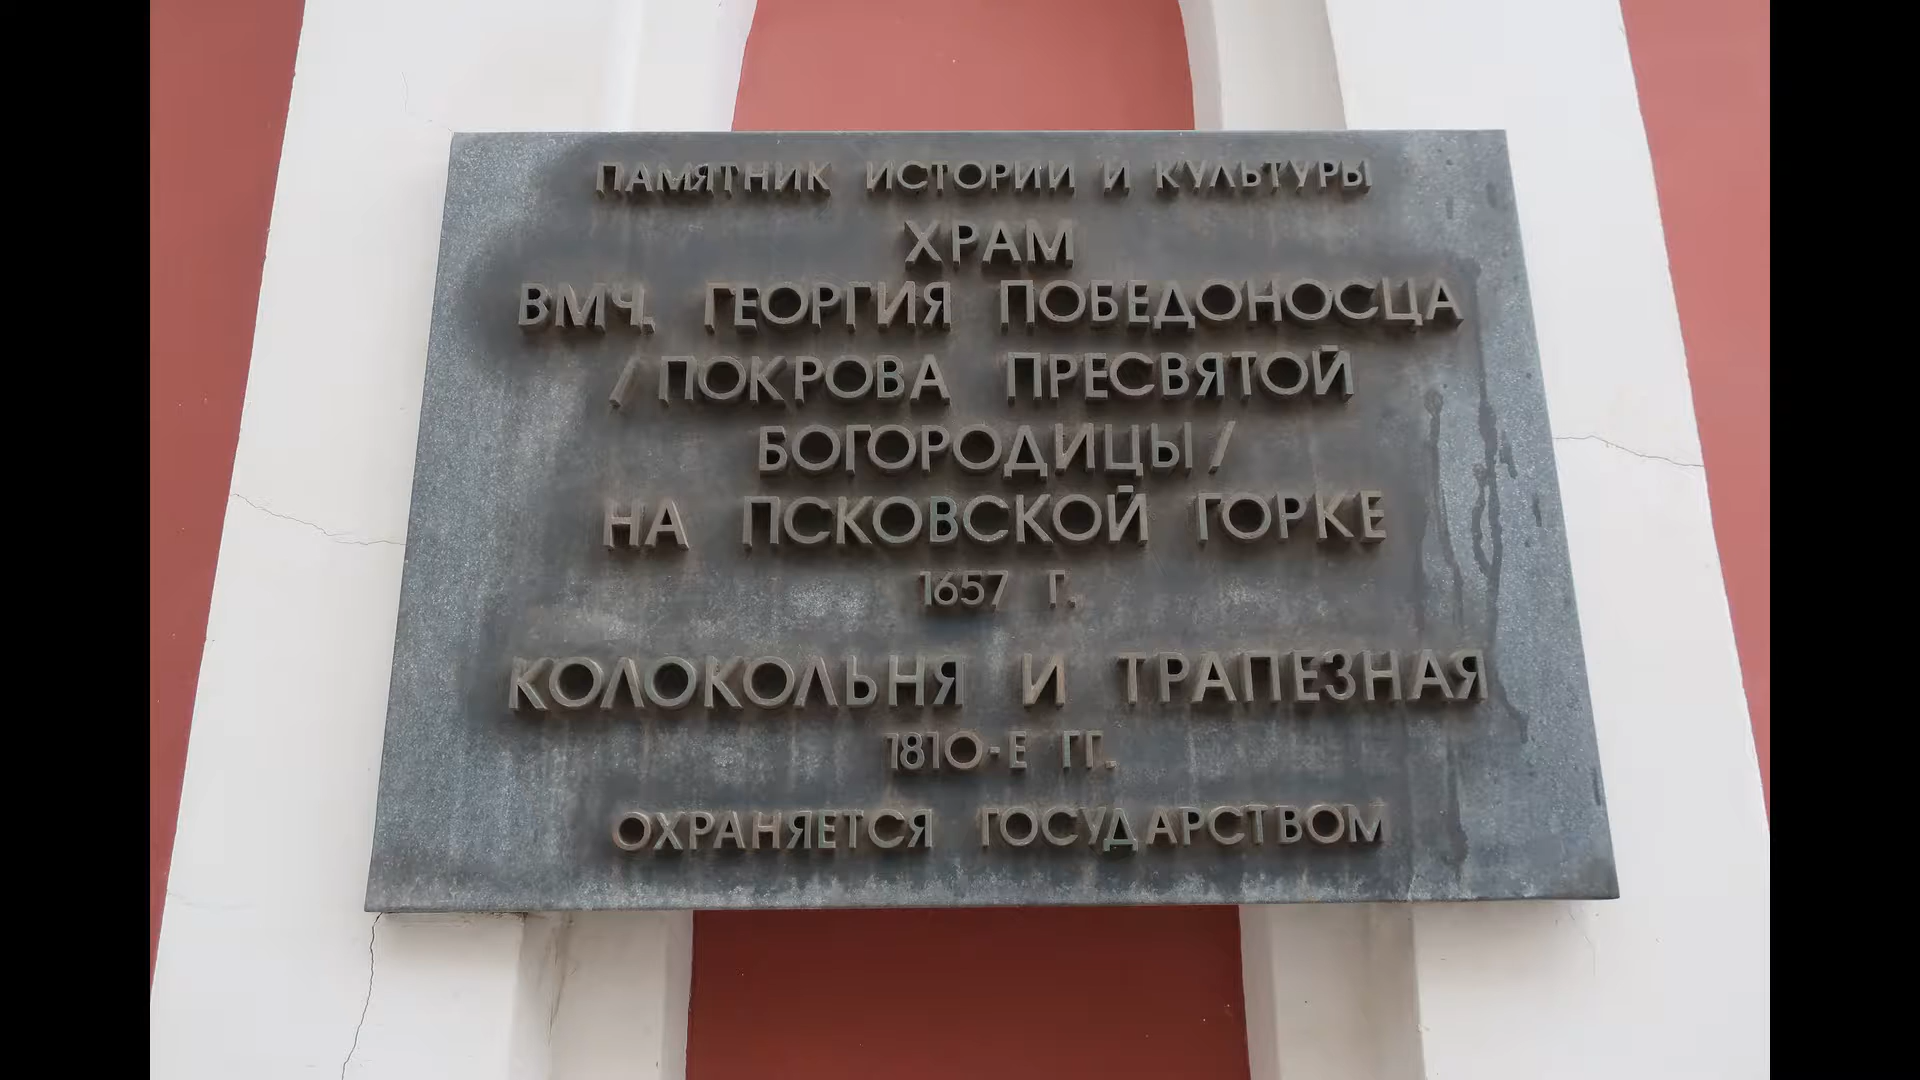 ПАМЯТНИК ИСТОРИИ И КУЛЬТУРЫ
ХРАМ
ВМЧ. ГЕОРГИЯ ПОБЕДОНОСЦА
/ПОКРОВА ПРЕСВЯТОЙ
БОГОРОДИЦЫ/
НА ПСКОВСКОЙ ГОРКЕ
1657 Г.
КОЛОКОЛЬНЯ И ТРАПЕЗНАЯ
1810-Е ГГ.
ОХРАНЯЕТСЯ ГОСУДАРСТВОМ